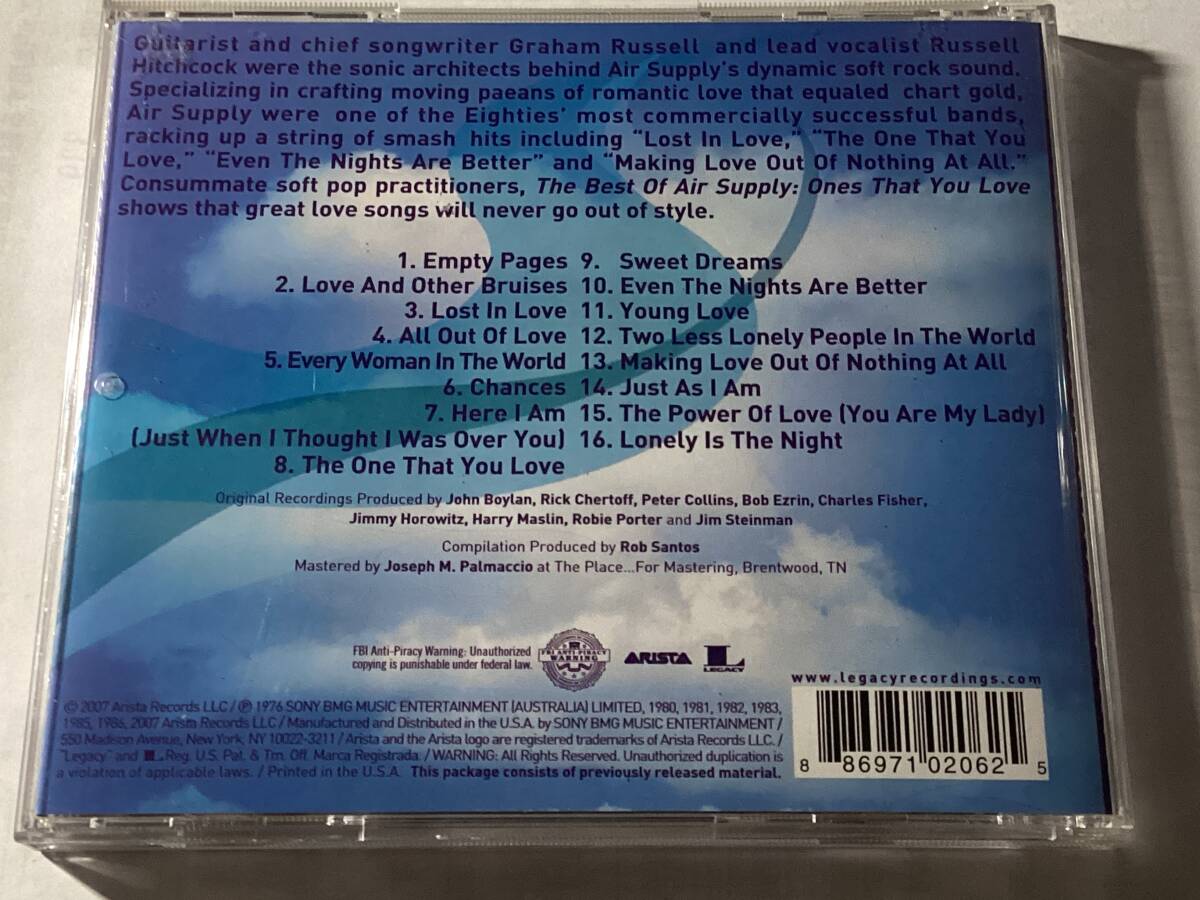 Guitarist and chief songwriter Graham Russell and lead vocalist Russell
Hitchcock were the sonic architects behind Air Supply's dynamic soft rock sound.
Specializing in crafting moving paeans of romantic love that equaled chart gold,
Air Supply were one of the Eighties' most commercially successful bands,
racking up a string of smash hits including "Lost In Love," "The One That You
Love," "Even The Nights Are Better" and "Making Love Out Of Nothing At All."
Consummate soft pop practitioners, The Best Of Air Supply: Ones That You Love
shows that great love songs will never go out of style.
1. Empty Pages
2. Love And Other Bruises
3. Lost In Love
4. All Out Of Love
5. Every Woman In The World
6. Chances
7. Here I Am
(Just When I Thought I Was Over You)
8. The One That You Love
9. Sweet Dreams
10. Even The Nights Are Better
11. Young Love
12. Two Less Lonely People In The World
13. Making Love Out Of Nothing At All
14. Just As I Am
15. The Power Of Love (You Are My Lady)
16. Lonely Is The Night
Original Recordings Produced by John Boylan, Rick Chertoff, Peter Collins, Bob Ezrin, Charles Fisher,
Jimmy Horowitz, Harry Maslin, Robie Porter and Jim Steinman
Compilation Produced by Rob Santos
Mastered by Joseph M. Palmaccio at The Place...For Mastering, Brentwood, TN
FBI Anti-Piracy Warning: Unauthorized
copying is punishable under federal law.
FBI ANTI-PIRACY
WARNING
ARISTA
L
LEGACY
www.legacyrecordings.com
© 2007 Arista Records LLC / ℗ 1976 SONY BMG MUSIC ENTERTAINMENT (AUSTRALIA) LIMITED, 1980, 1981, 1982, 1983,
1985, 1986, 2007 Arista Records LLC / Manufactured and Distributed in the U.S.A. by SONY BMG MUSIC ENTERTAINMENT /
550 Madison Avenue, New York, NY 10022-3211 / Arista and the Arista logo are registered trademarks of Arista Records LLC. /
"Legacy" and L Reg. U.S. Pat. & Tm. Off. Marca Registrada. / WARNING: All Rights Reserved. Unauthorized duplication is
a violation of applicable laws. / Printed in the U.S.A. This package consists of previously released material.
8 86971 02062 5